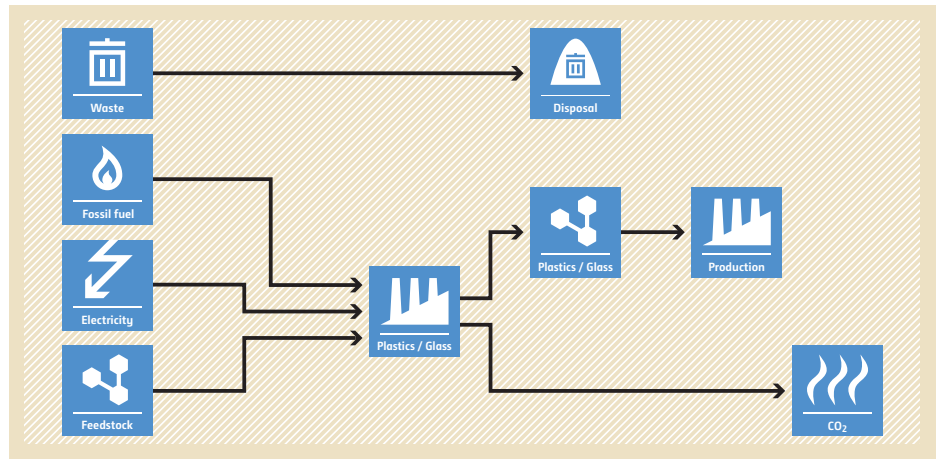 Waste
Disposal
Fossil fuel
Plastics / Glass
Production
Electricity
Plastics / Glass
Feedstock
CO₂